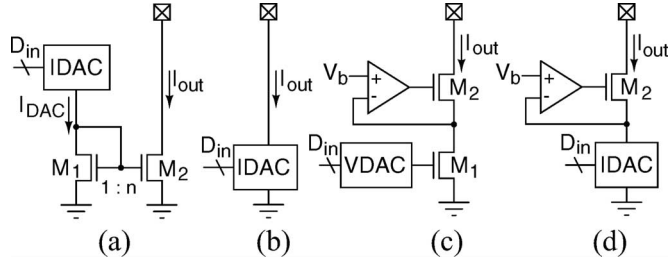 D_in IDAC
I_DAC
I_out
M_1 M_2
1 : n
(a)
I_out
D_in IDAC
(b)
I_out
V_b + -
M_2
D_in VDAC M_1
(c)
I_out
V_b + -
M_2
D_in IDAC
(d)